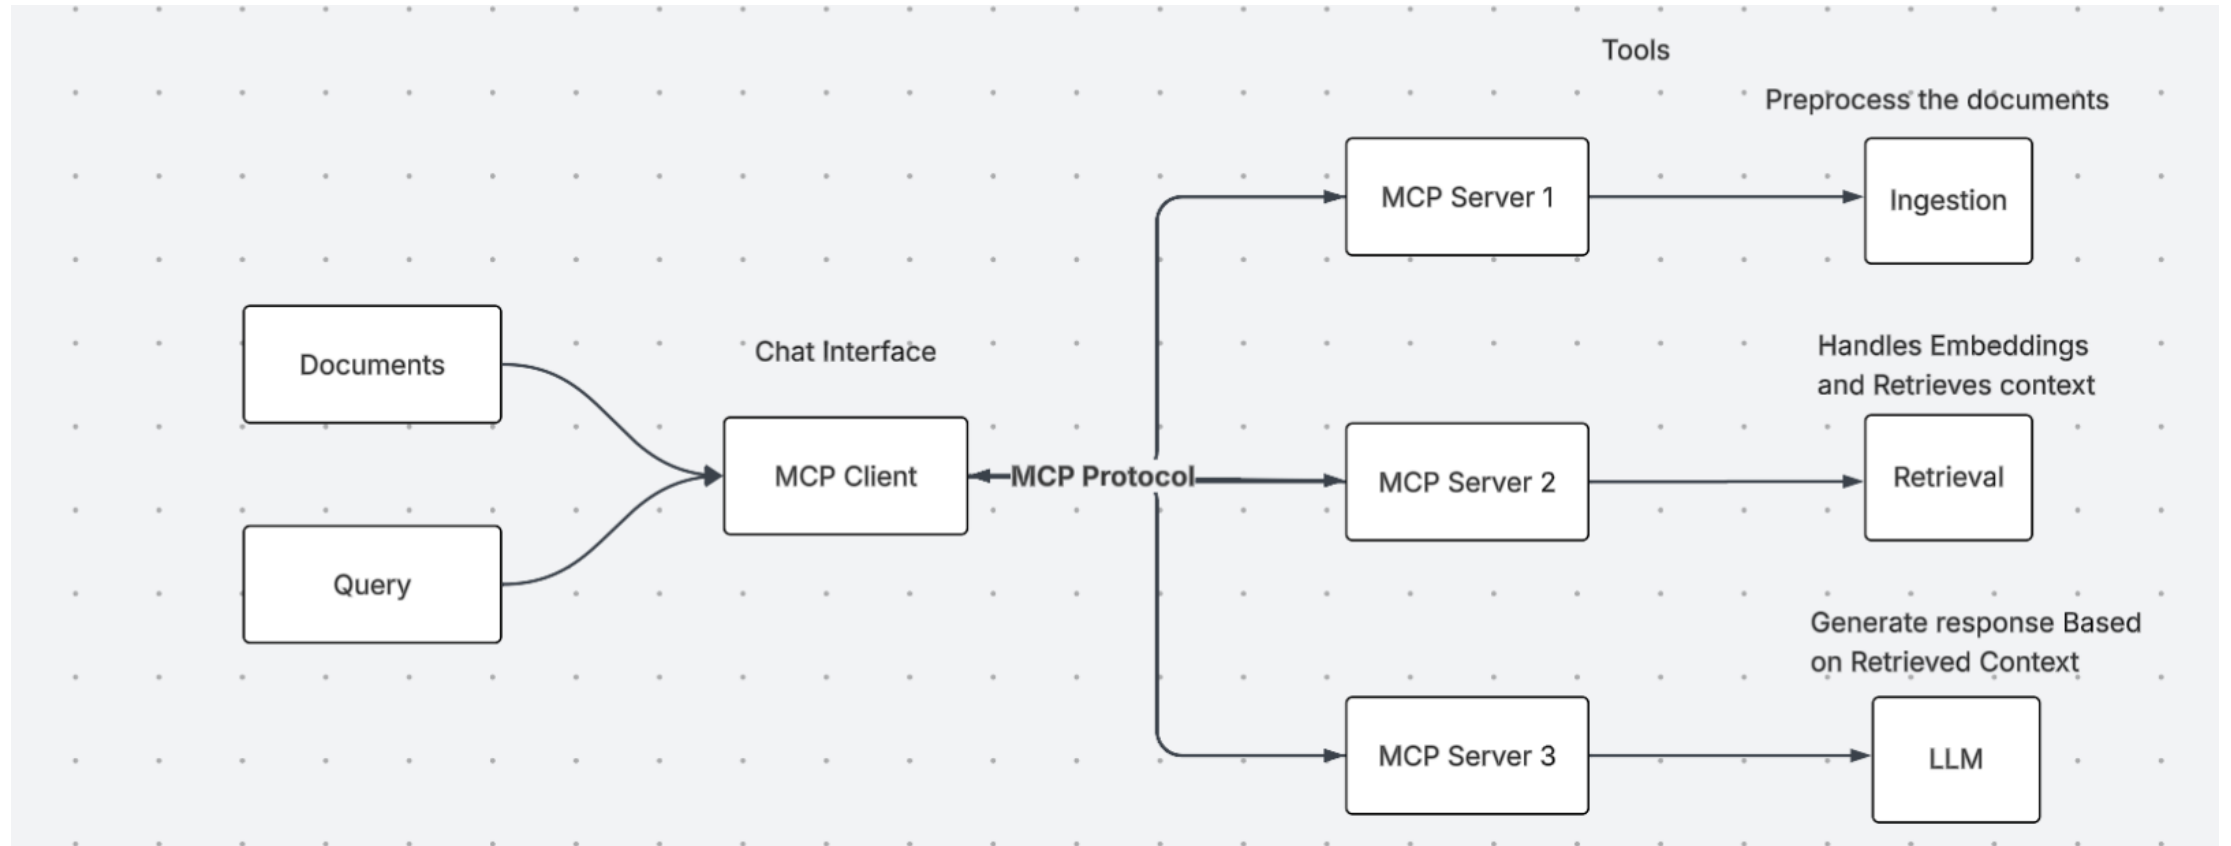 Tools
Preprocess the documents
MCP Server 1
Ingestion
Documents
Chat Interface
Handles Embeddings
and Retrieves context
MCP Client
MCP Protocol
MCP Server 2
Retrieval
Query
Generate response Based
on Retrieved Context
MCP Server 3
LLM